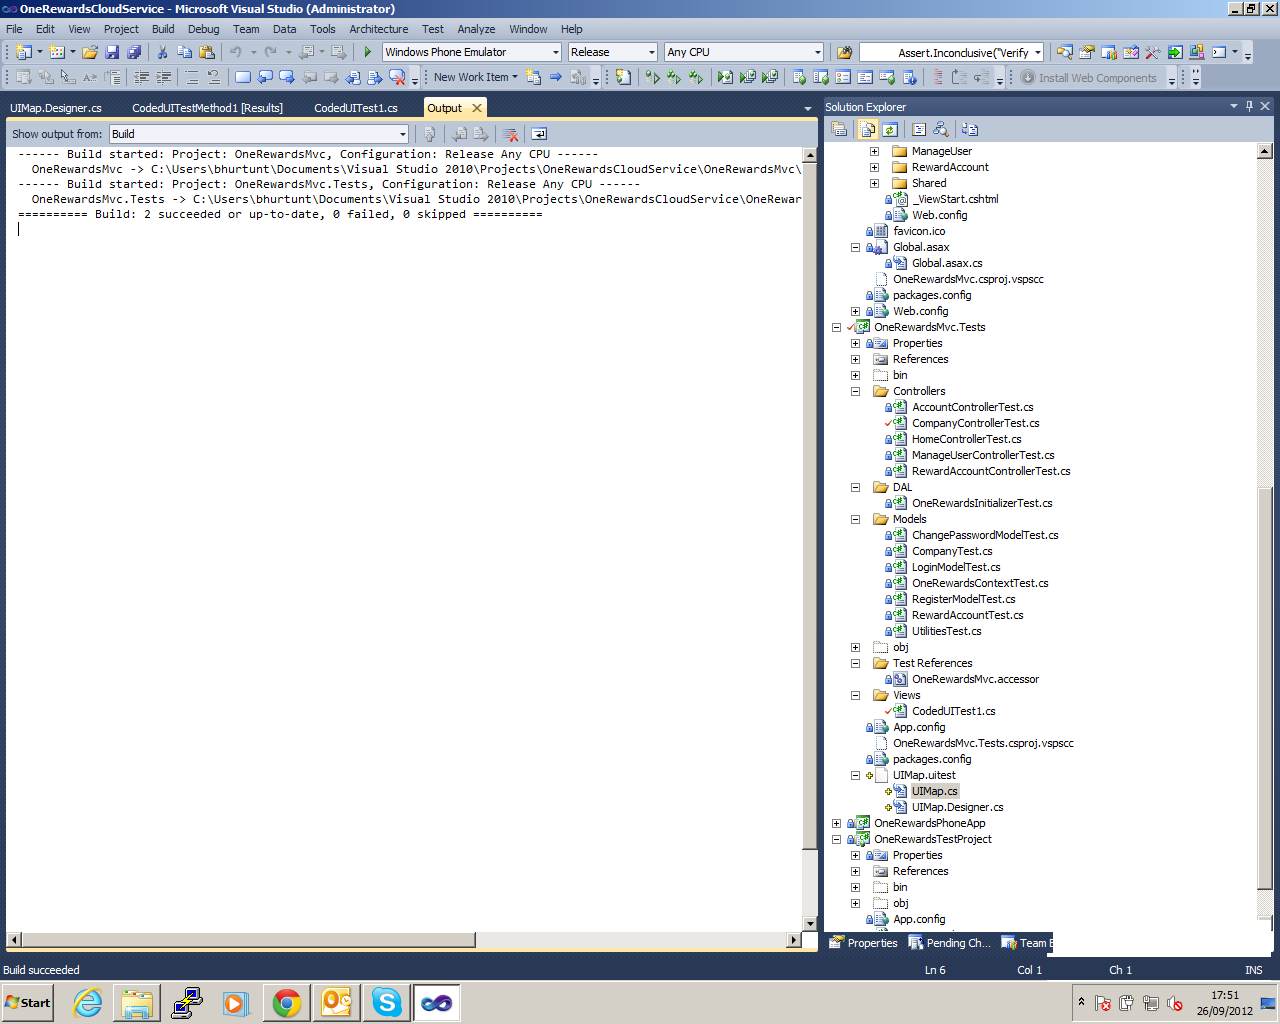 OneRewardsCloudService - Microsoft Visual Studio (Administrator)
File Edit View Project Build Debug Team Data Tools Architecture Test Analyze Window Help
Windows Phone Emulator Release Any CPU Assert.Inconclusive("Verify
New Work Item Install Web Components
UIMap.Designer.cs CodedUITestMethod1 [Results] CodedUITest1.cs Output
Show output from: Build
------ Build started: Project: OneRewardsMvc, Configuration: Release Any CPU ------
OneRewardsMvc -> C:\Users\bhurtunt\Documents\Visual Studio 2010\Projects\OneRewardsCloudService\OneRewardsMvc\
------ Build started: Project: OneRewardsMvc.Tests, Configuration: Release Any CPU ------
OneRewardsMvc.Tests -> C:\Users\bhurtunt\Documents\Visual Studio 2010\Projects\OneRewardsCloudService\OneRewar
========== Build: 2 succeeded or up-to-date, 0 failed, 0 skipped ==========
Solution Explorer
ManageUser
RewardAccount
Shared
_ViewStart.cshtml
Web.config
favicon.ico
Global.asax
Global.asax.cs
OneRewardsMvc.csproj.vspscc
packages.config
Web.config
OneRewardsMvc.Tests
Properties
References
bin
Controllers
AccountControllerTest.cs
CompanyControllerTest.cs
HomeControllerTest.cs
ManageUserControllerTest.cs
RewardAccountControllerTest.cs
DAL
OneRewardsInitializerTest.cs
Models
ChangePasswordModelTest.cs
CompanyTest.cs
LoginModelTest.cs
OneRewardsContextTest.cs
RegisterModelTest.cs
RewardAccountTest.cs
UtilitiesTest.cs
obj
Test References
OneRewardsMvc.accessor
Views
CodedUITest1.cs
App.config
OneRewardsMvc.Tests.csproj.vspscc
packages.config
UIMap.uitest
UIMap.cs
UIMap.Designer.cs
OneRewardsPhoneApp
OneRewardsTestProject
Properties
References
bin
obj
App.config
Properties Pending Ch... Team E
Build succeeded Ln 6 Col 1 Ch 1 INS
Start
17:51
26/09/2012